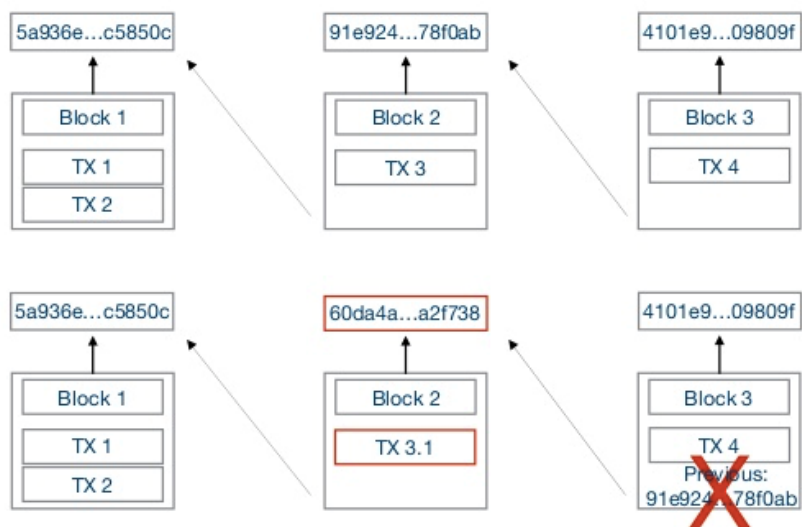 5a936e...c5850c
91e924...78f0ab
4101e9...09809f
Block 1
Block 2
Block 3
TX 1
TX 3
TX 4
TX 2
5a936e...c5850c
60da4a...a2f738
4101e9...09809f
Block 1
Block 2
Block 3
TX 1
TX 3.1
TX 4
TX 2
Previous:
91e924...78f0ab